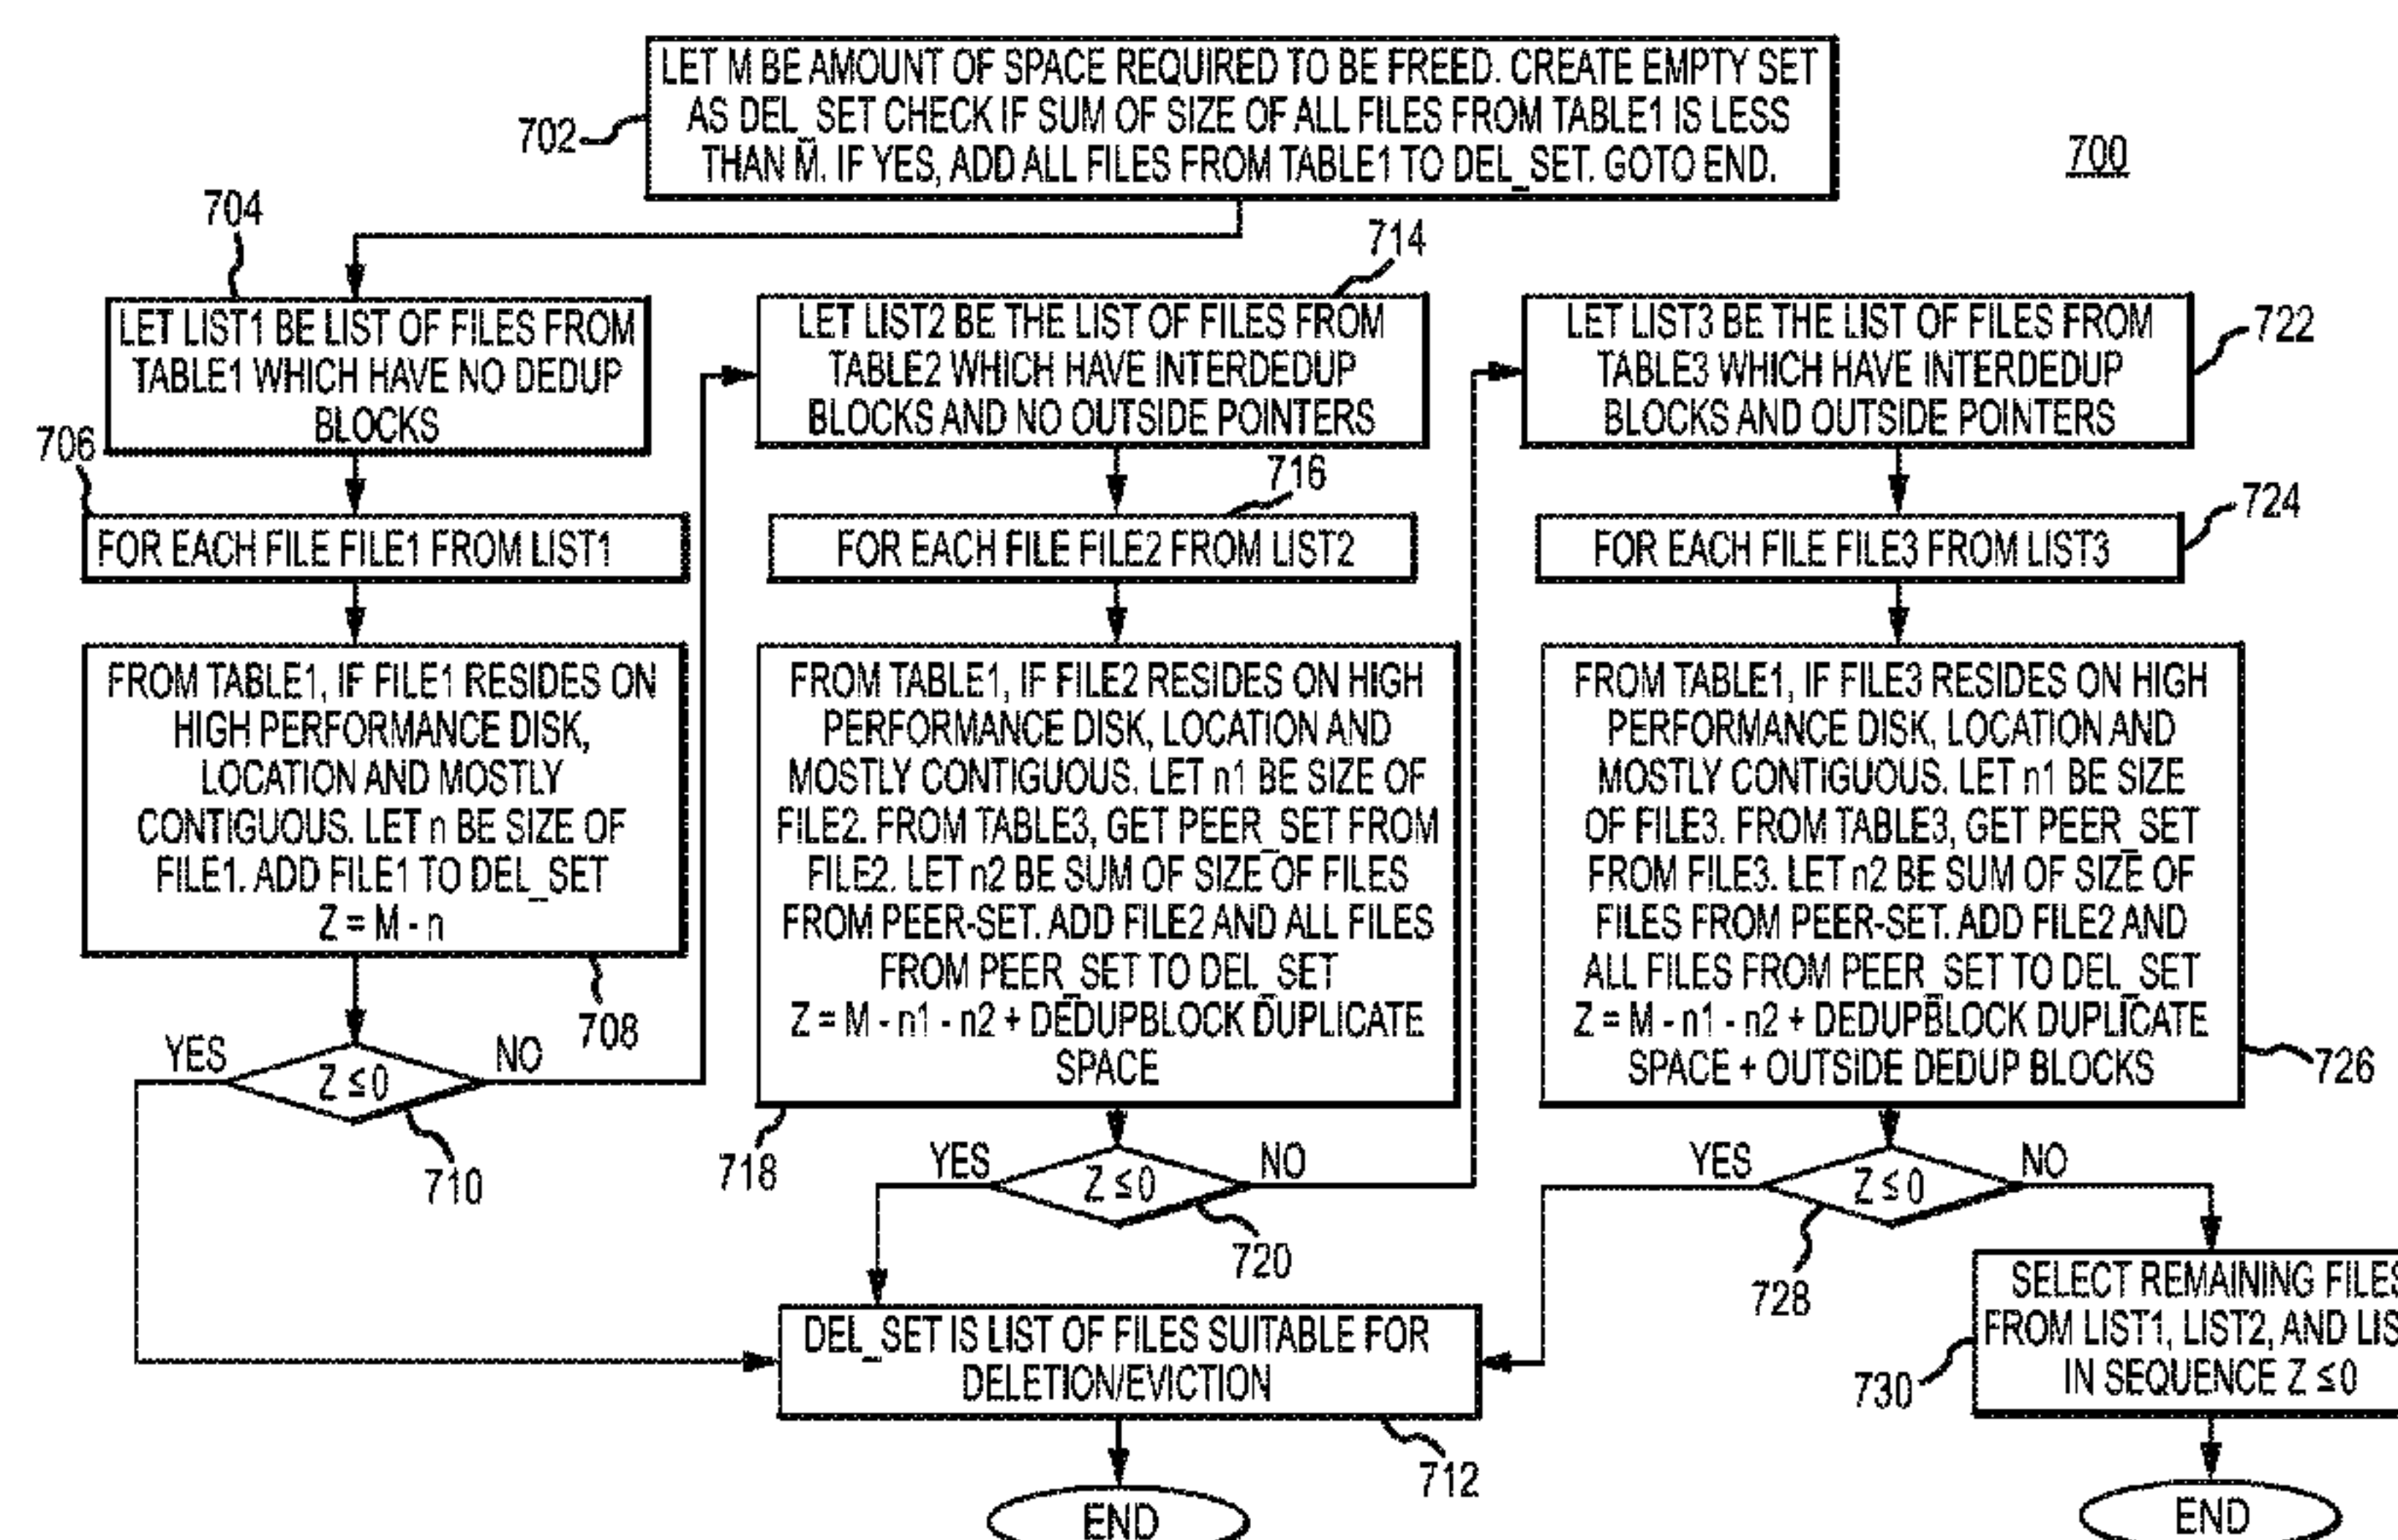 LET M BE AMOUNT OF SPACE REQUIRED TO BE FREED. CREATE EMPTY SET
AS DEL_SET CHECK IF SUM OF SIZE OF ALL FILES FROM TABLE1 IS LESS
THAN M. IF YES, ADD ALL FILES FROM TABLE1 TO DEL_SET. GOTO END.
702
700
704
LET LIST1 BE LIST OF FILES FROM
TABLE1 WHICH HAVE NO DEDUP
BLOCKS
706
FOR EACH FILE FILE1 FROM LIST1
FROM TABLE1, IF FILE1 RESIDES ON
HIGH PERFORMANCE DISK,
LOCATION AND MOSTLY
CONTIGUOUS. LET n BE SIZE OF
FILE1. ADD FILE1 TO DEL_SET
Z = M - n
708
YES
Z ≤ 0
NO
710
714
LET LIST2 BE THE LIST OF FILES FROM
TABLE2 WHICH HAVE INTERDEDUP
BLOCKS AND NO OUTSIDE POINTERS
716
FOR EACH FILE FILE2 FROM LIST2
FROM TABLE1, IF FILE2 RESIDES ON HIGH
PERFORMANCE DISK, LOCATION AND
MOSTLY CONTIGUOUS. LET n1 BE SIZE OF
FILE2. FROM TABLE3, GET PEER_SET FROM
FILE2. LET n2 BE SUM OF SIZE OF FILES
FROM PEER-SET. ADD FILE2 AND ALL FILES
FROM PEER_SET TO DEL_SET
Z = M - n1 - n2 + DEDUPBLOCK DUPLICATE
SPACE
718
YES
Z ≤ 0
NO
720
722
LET LIST3 BE THE LIST OF FILES FROM
TABLE3 WHICH HAVE INTERDEDUP
BLOCKS AND OUTSIDE POINTERS
724
FOR EACH FILE FILE3 FROM LIST3
FROM TABLE1, IF FILE3 RESIDES ON HIGH
PERFORMANCE DISK, LOCATION AND
MOSTLY CONTIGUOUS. LET n1 BE SIZE
OF FILE3. FROM TABLE3, GET PEER_SET
FROM FILE3. LET n2 BE SUM OF SIZE OF
FILES FROM PEER-SET. ADD FILE2 AND
ALL FILES FROM PEER_SET TO DEL_SET
Z = M - n1 - n2 + DEDUPBLOCK DUPLICATE
SPACE + OUTSIDE DEDUP BLOCKS
726
YES
Z ≤ 0
NO
728
DEL_SET IS LIST OF FILES SUITABLE FOR
DELETION/EVICTION
712
END
SELECT REMAINING FILES
FROM LIST1, LIST2, AND
IN SEQUENCE Z ≤ 0
730
END